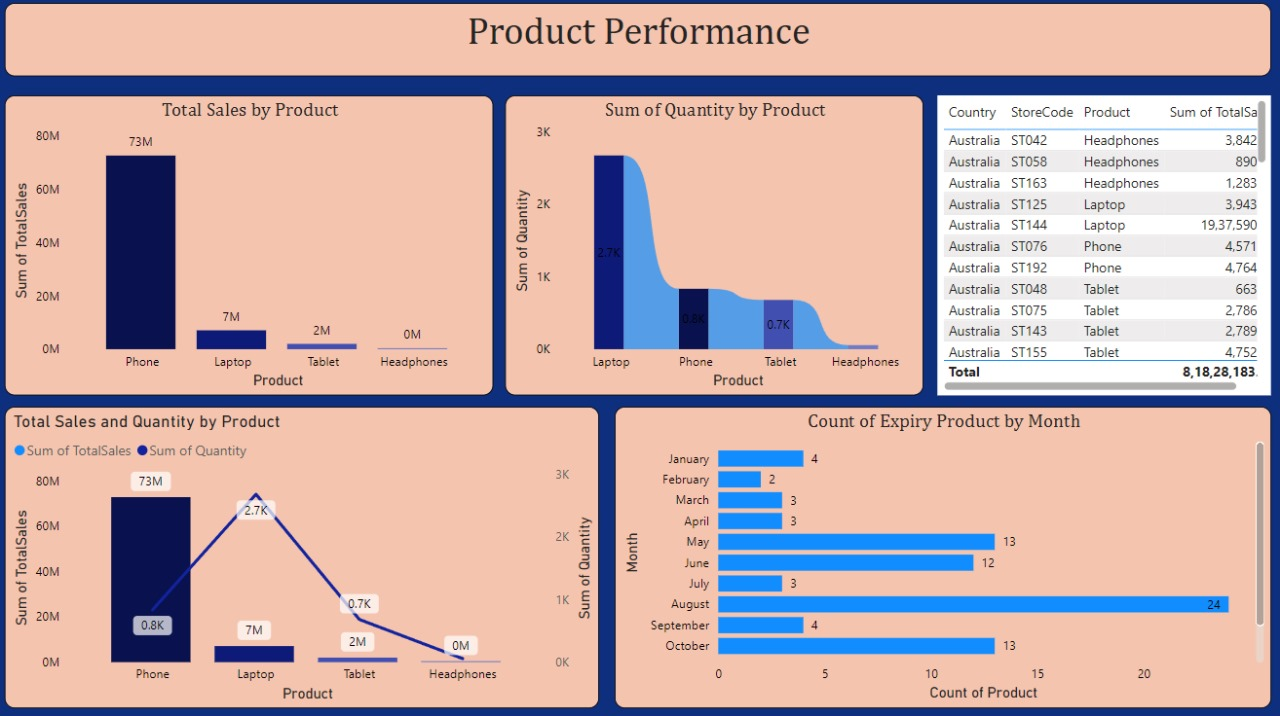 Product Performance
Total Sales by Product
Sum of TotalSales
80M
60M
40M
20M
0M
73M
7M
2M
0M
Phone
Laptop
Tablet
Headphones
Product
Sum of Quantity by Product
Sum of Quantity
3K
2K
1K
0K
2.7K
0.8K
0.7K
Laptop
Phone
Tablet
Headphones
Product
Country StoreCode Product Sum of TotalSa
Australia ST042 Headphones 3,842
Australia ST058 Headphones 890
Australia ST163 Headphones 1,283
Australia ST125 Laptop 3,943
Australia ST144 Laptop 19,37,590
Australia ST076 Phone 4,571
Australia ST192 Phone 4,764
Australia ST048 Tablet 663
Australia ST075 Tablet 2,786
Australia ST143 Tablet 2,789
Australia ST155 Tablet 4,752
Total 8,18,28,183.
Total Sales and Quantity by Product
Sum of TotalSales Sum of Quantity
Sum of TotalSales
80M
60M
40M
20M
0M
73M
7M
2M
0M
0.8K
2.7K
0.7K
3K
2K
1K
0K
Sum of Quantity
Phone
Laptop
Tablet
Headphones
Product
Count of Expiry Product by Month
Month
January 4
February 2
March 3
April 3
May 13
June 12
July 3
August 24
September 4
October 13
0 5 10 15 20
Count of Product